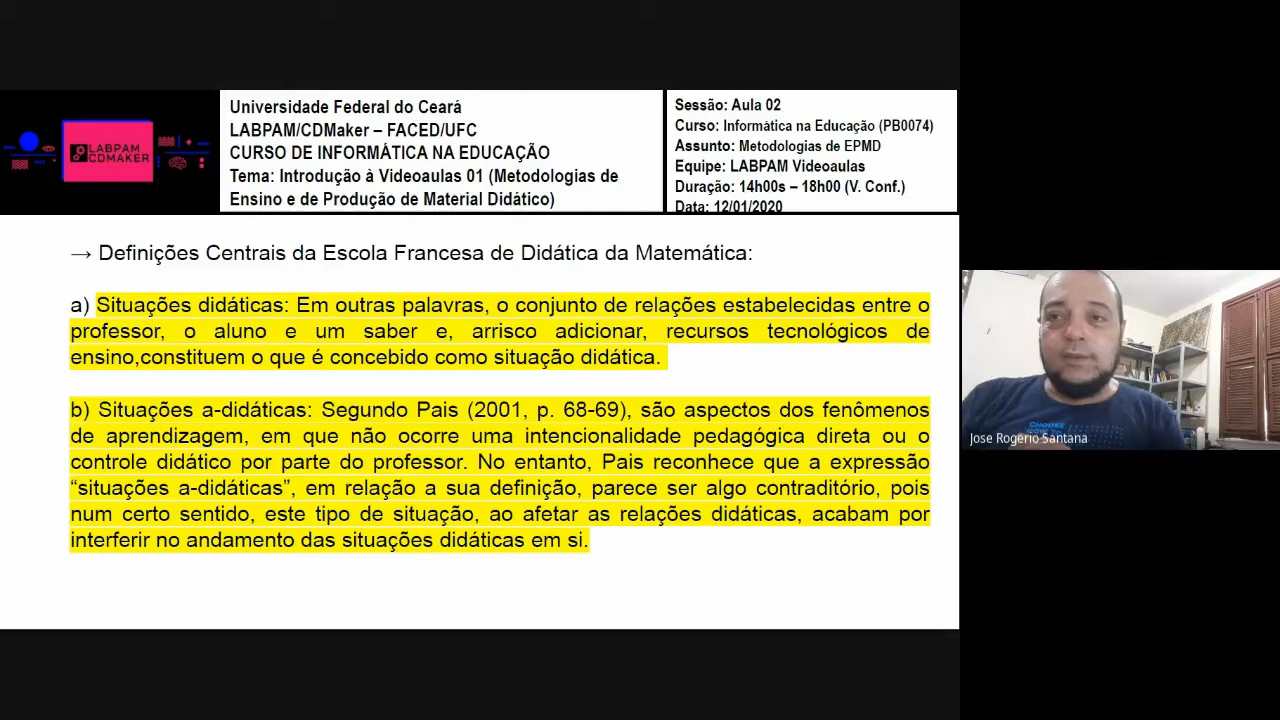 LABPAM
CDMAKER
Universidade Federal do Ceará
LABPAM/CDMaker – FACED/UFC
CURSO DE INFORMÁTICA NA EDUCAÇÃO
Tema: Introdução à Videoaulas 01 (Metodologias de
Ensino e de Produção de Material Didático)
Sessão: Aula 02
Curso: Informática na Educação (PB0074)
Assunto: Metodologias de EPMD
Equipe: LABPAM Videoaulas
Duração: 14h00s – 18h00 (V. Conf.)
Data: 12/01/2020
→ Definições Centrais da Escola Francesa de Didática da Matemática:
a) Situações didáticas: Em outras palavras, o conjunto de relações estabelecidas entre o
professor, o aluno e um saber e, arrisco adicionar, recursos tecnológicos de
ensino,constituem o que é concebido como situação didática.
b) Situações a-didáticas: Segundo Pais (2001, p. 68-69), são aspectos dos fenômenos
de aprendizagem, em que não ocorre uma intencionalidade pedagógica direta ou o
controle didático por parte do professor. No entanto, Pais reconhece que a expressão
“situações a-didáticas”, em relação a sua definição, parece ser algo contraditório, pois
num certo sentido, este tipo de situação, ao afetar as relações didáticas, acabam por
interferir no andamento das situações didáticas em si.
CHOOSE
Jose Rogério Santana